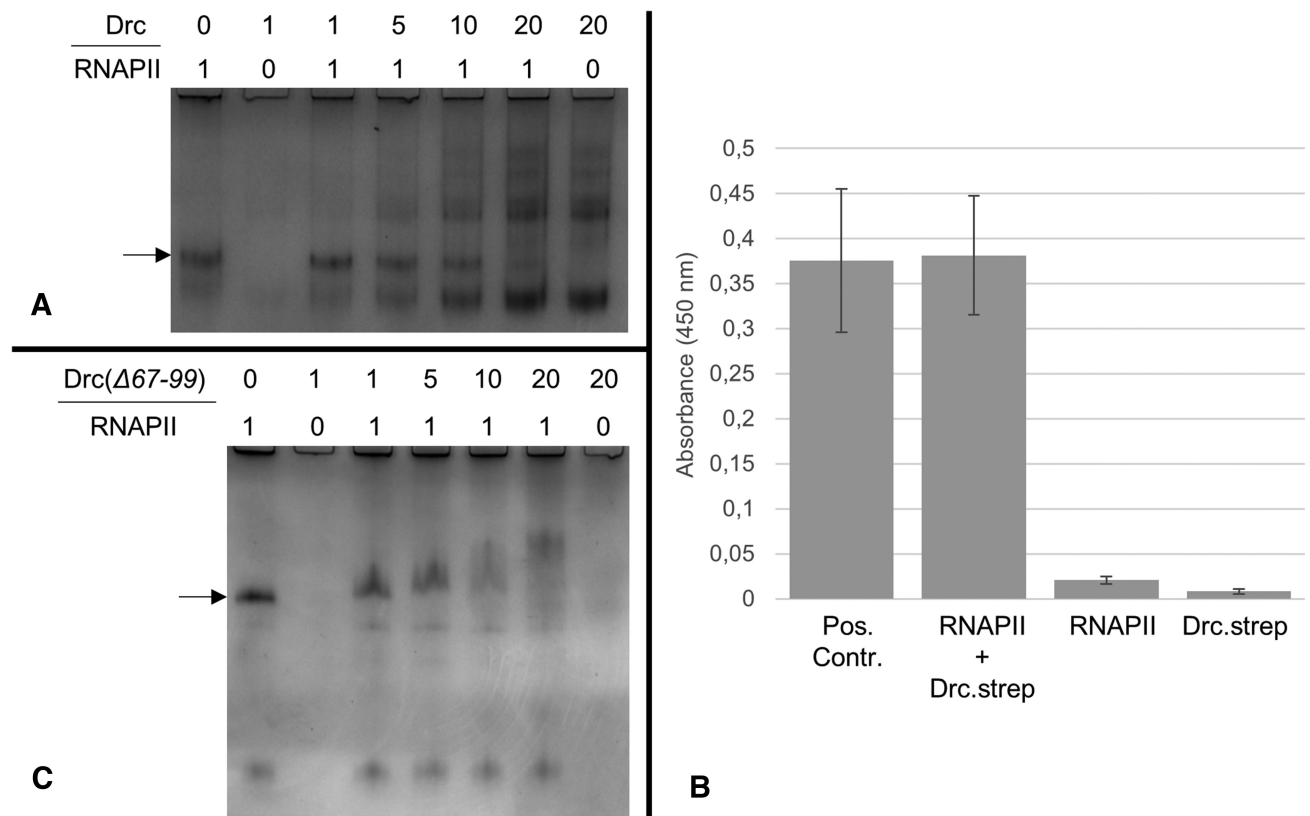 Drc 0 1 1 5 10 20 20
RNAPII 1 0 1 1 1 1 0
A
Drc(Δ67-99) 0 1 1 5 10 20 20
RNAPII 1 0 1 1 1 1 0
C
0,5
0,45
0,4
0,35
0,3
0,25
0,2
0,15
0,1
0,05
0
Absorbance (450 nm)
Pos. Contr.
RNAPII + Drc.strep
RNAPII
Drc.strep
B